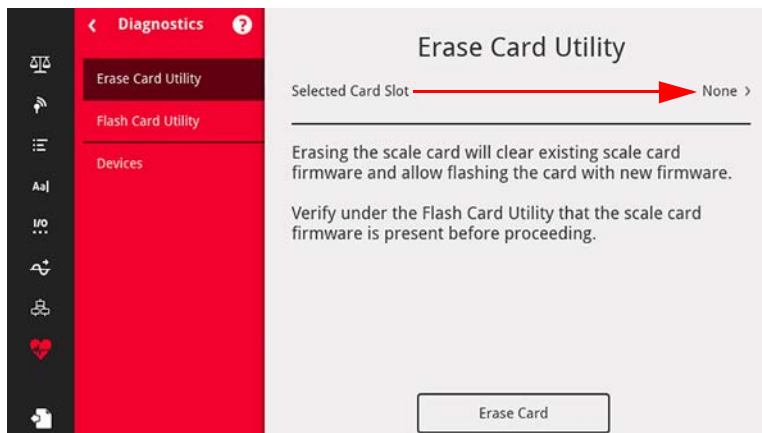 Diagnostics ?
Erase Card Utility
Flash Card Utility
Devices
Aa
I/O
Erase Card Utility
Selected Card Slot None >
Erasing the scale card will clear existing scale card
firmware and allow flashing the card with new firmware.
Verify under the Flash Card Utility that the scale card
firmware is present before proceeding.
Erase Card